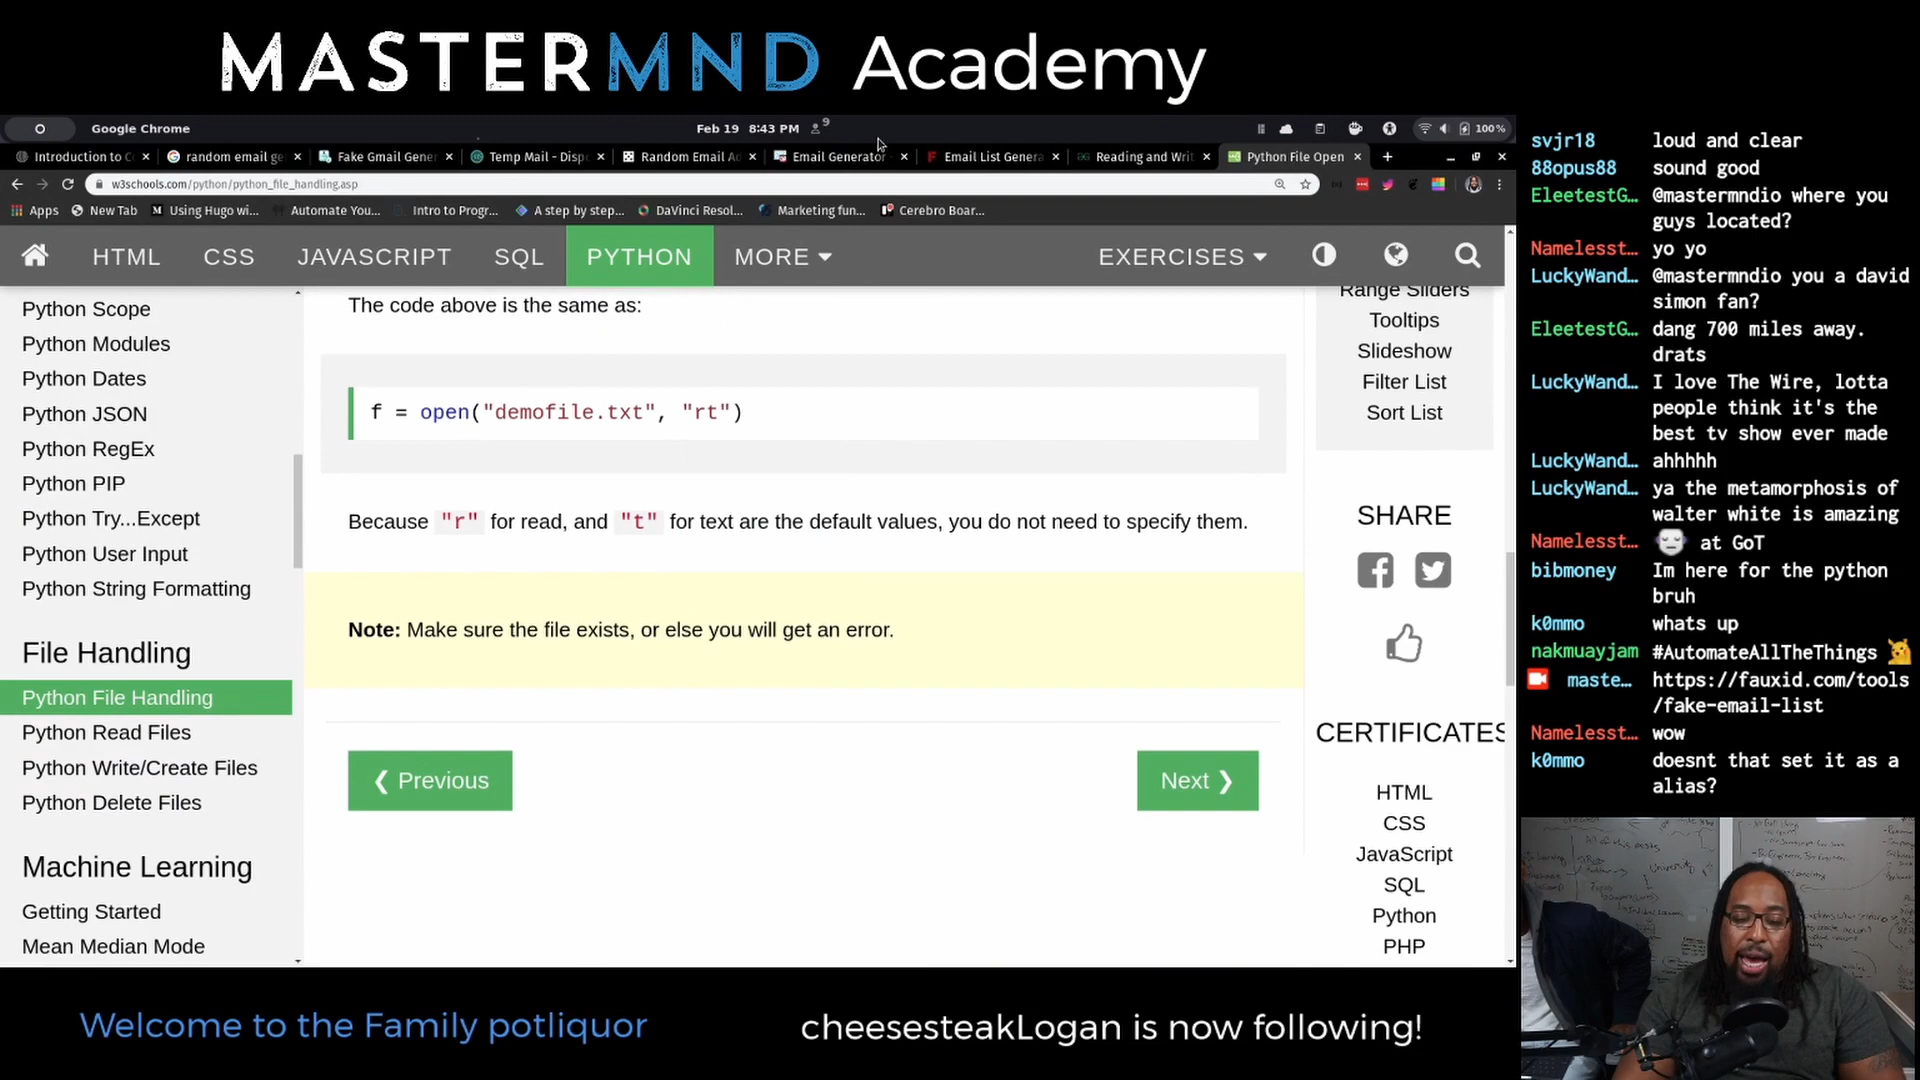 MASTERMND Academy
Google Chrome
Feb 19 8:43 PM
9
100%
Introduction to C
random email ge
Fake Gmail Gener
Temp Mail - Disp
Random Email Ad
Email Generator
Email List Genera
Reading and Writ
Python File Open
w3schools.com/python/python_file_handling.asp
Apps
New Tab
Using Hugo wi...
Automate You...
Intro to Progr...
A step by step...
DaVinci Resol...
Marketing fun...
Cerebro Boar...
HTML
CSS
JAVASCRIPT
SQL
PYTHON
MORE
EXERCISES
Python Scope
Python Modules
Python Dates
Python JSON
Python RegEx
Python PIP
Python Try...Except
Python User Input
Python String Formatting
File Handling
Python File Handling
Python Read Files
Python Write/Create Files
Python Delete Files
Machine Learning
Getting Started
Mean Median Mode
The code above is the same as:
f = open("demofile.txt", "rt")
Because "r" for read, and "t" for text are the default values, you do not need to specify them.
Note: Make sure the file exists, or else you will get an error.
❮ Previous
Next ❯
Range Sliders
Tooltips
Slideshow
Filter List
Sort List
SHARE
CERTIFICATES
HTML
CSS
JavaScript
SQL
Python
PHP
svjr18 loud and clear
88opus88 sound good
EleetestG… @mastermndio where you
guys located?
Namelesst… yo yo
LuckyWand… @mastermndio you a david
simon fan?
EleetestG… dang 700 miles away.
drats
LuckyWand… I love The Wire, lotta
people think it's the
best tv show ever made
LuckyWand… ahhhhh
LuckyWand… ya the metamorphosis of
walter white is amazing
Namelesst… at GoT
bibmoney Im here for the python
bruh
k0mmo whats up
nakmuayjam #AutomateAllTheThings
maste… https://fauxid.com/tools
/fake-email-list
Namelesst… wow
k0mmo doesnt that set it as a
alias?
Welcome to the Family potliquor
cheesesteakLogan is now following!